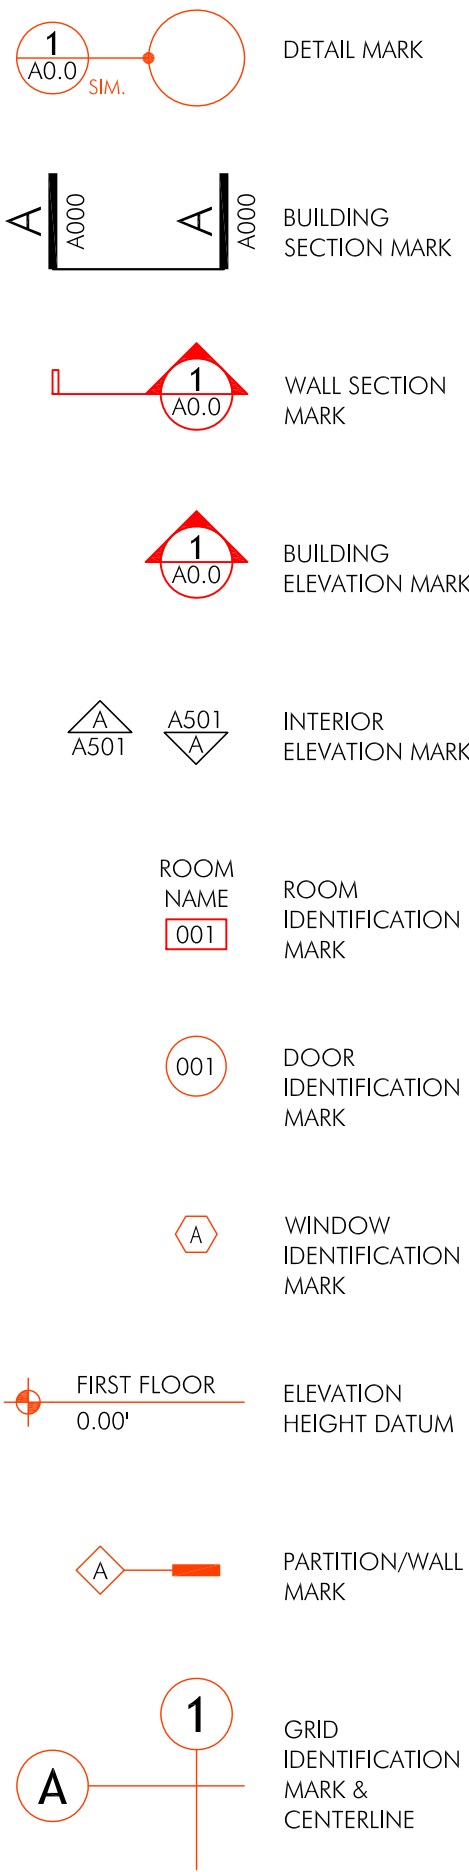 1
A0.0
SIM.
DETAIL MARK
A
A000
A
A000
BUILDING
SECTION MARK
1
A0.0
WALL SECTION
MARK
1
A0.0
BUILDING
ELEVATION MARK
A
A501
A501
A
INTERIOR
ELEVATION MARK
ROOM
NAME
001
ROOM
IDENTIFICATION
MARK
001
DOOR
IDENTIFICATION
MARK
A
WINDOW
IDENTIFICATION
MARK
FIRST FLOOR
0.00'
ELEVATION
HEIGHT DATUM
A
PARTITION/WALL
MARK
1
A
GRID
IDENTIFICATION
MARK &
CENTERLINE